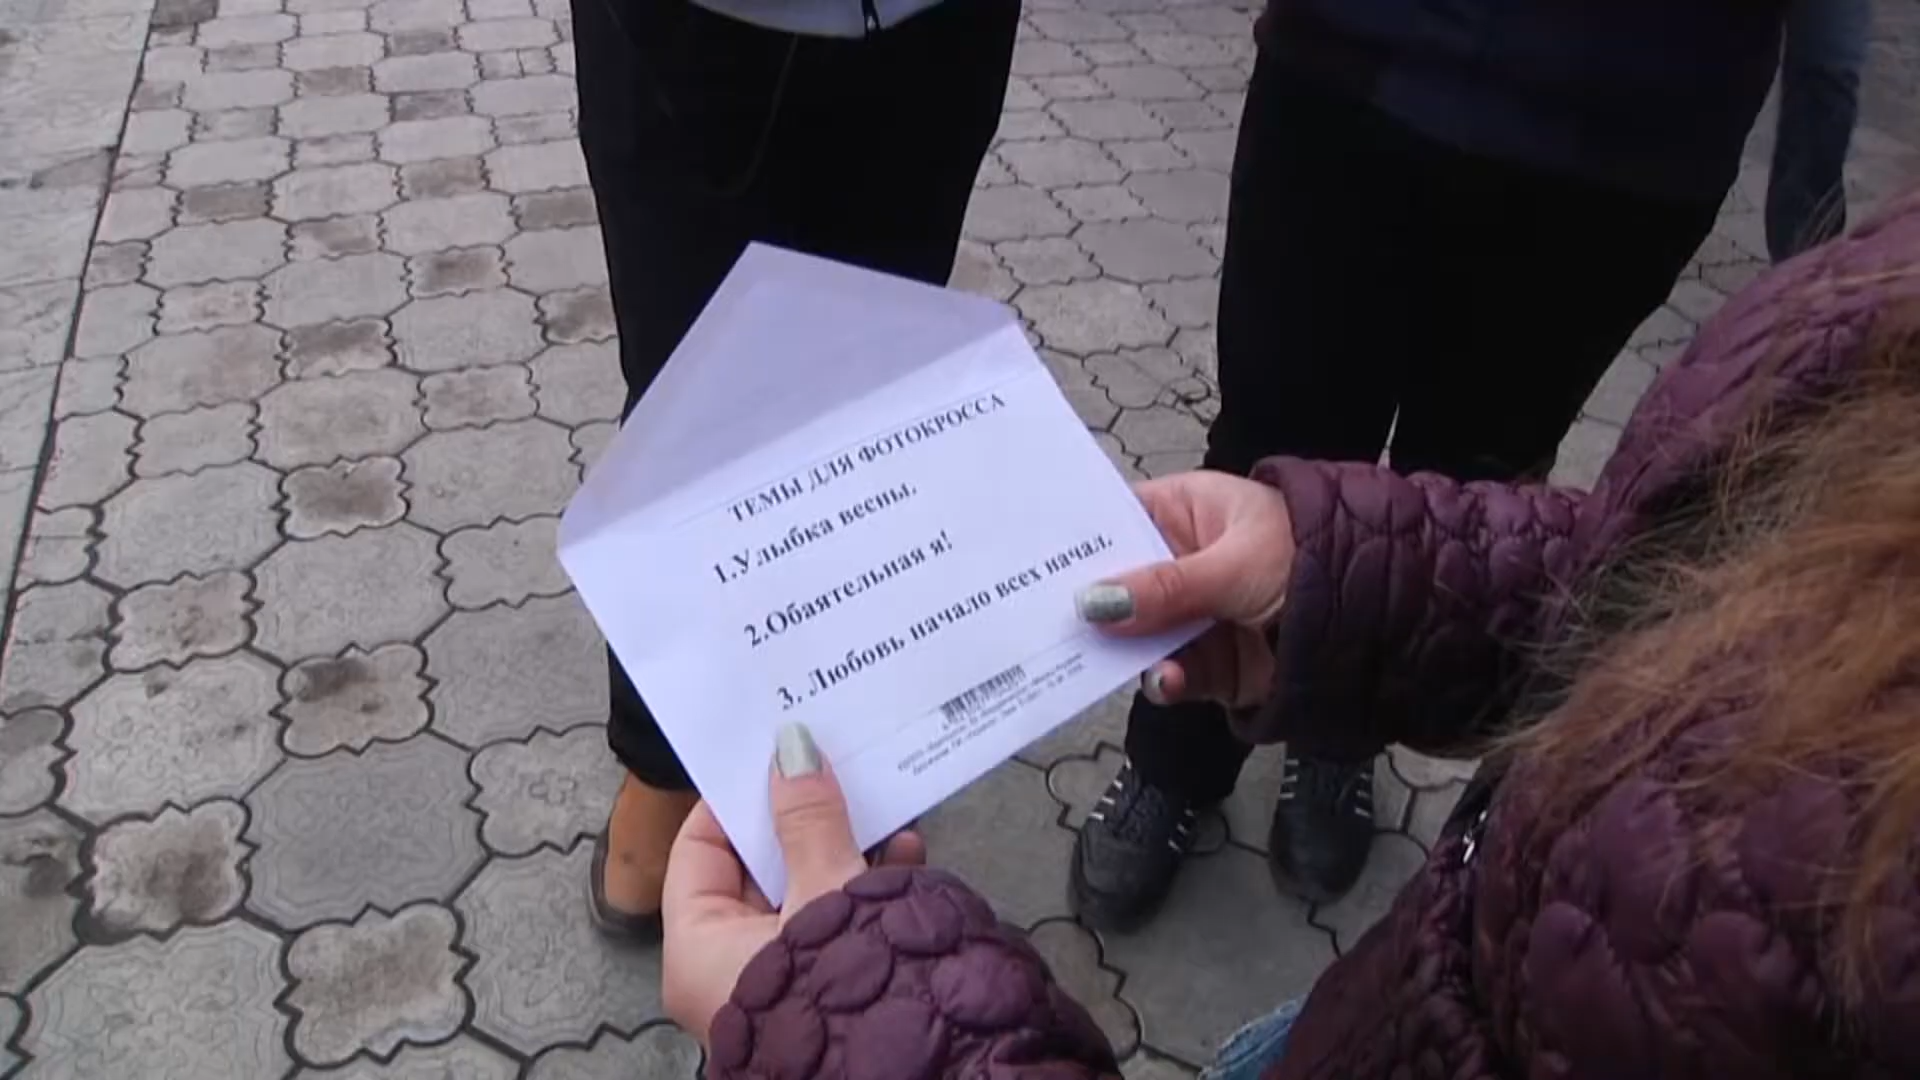 ТЕМЫ ДЛЯ ФОТОКРОССА
1.Улыбка весны.
2.Обаятельная я!
3. Любовь начало всех начал.